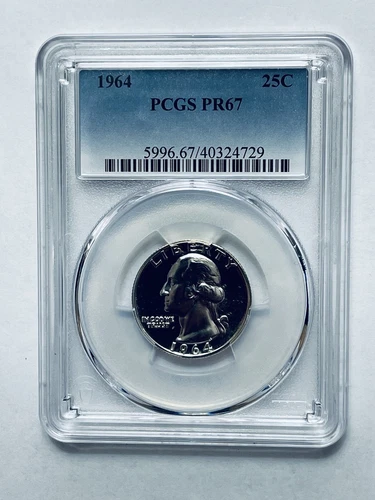 1964 25C
PCGS PR67
5996.67/40324729
LIBERTY
IN GOD WE
TRUST
1964